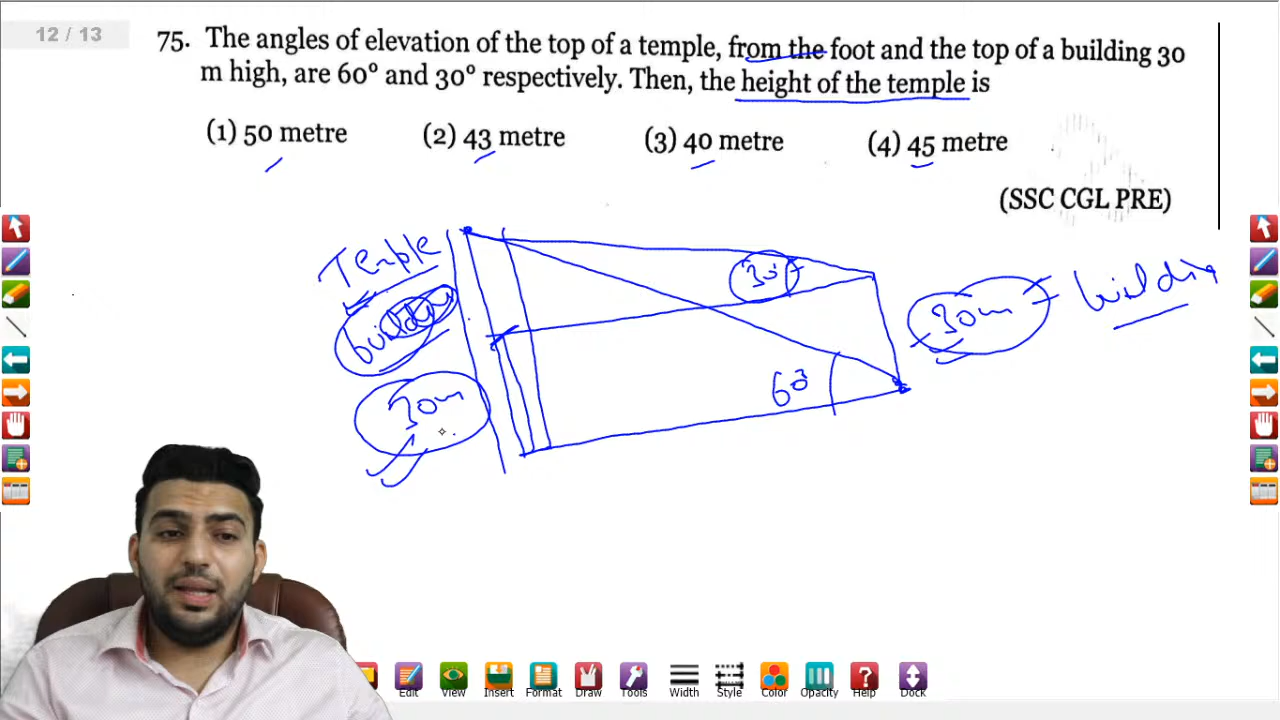 12 / 13
75. The angles of elevation of the top of a temple, from the foot and the top of a building 30
m high, are 60° and 30° respectively. Then, the height of the temple is
(1) 50 metre (2) 43 metre (3) 40 metre (4) 45 metre
(SSC CGL PRE)
Temple
building
30m
30°
60°
30m = building
Edit View Insert Format Draw Tools Width Style Color Opacity Help Dock